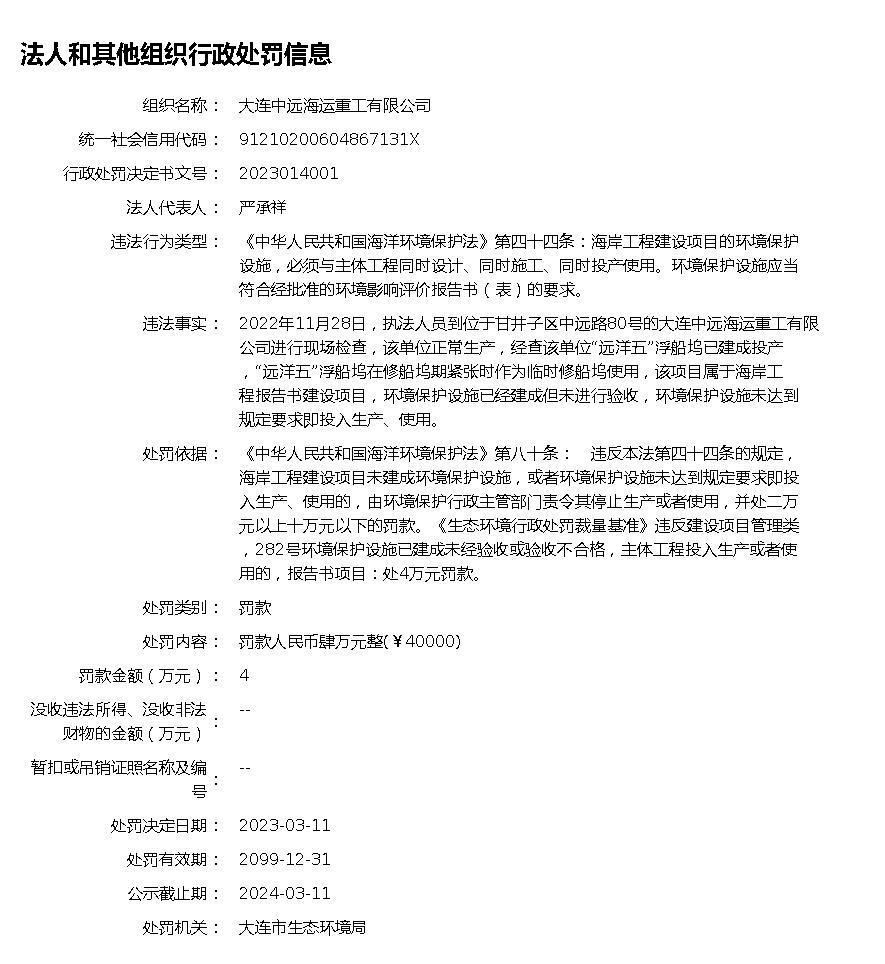 法人和其他组织行政处罚信息
组织名称： 大连中远海运重工有限公司
统一社会信用代码： 91210200604867131X
行政处罚决定书文号： 2023014001
法人代表人： 严承祥
违法行为类型： 《中华人民共和国海洋环境保护法》第四十四条：海岸工程建设项目的环境保护
设施，必须与主体工程同时设计、同时施工、同时投产使用。环境保护设施应当
符合经批准的环境影响评价报告书（表）的要求。
违法事实： 2022年11月28日，执法人员到位于甘井子区中远路80号的大连中远海运重工有限
公司进行现场检查，该单位正常生产，经查该单位“远洋五”浮船坞已建成投产
，“远洋五”浮船坞在修船坞期紧张时作为临时修船坞使用，该项目属于海岸工
程报告书建设项目，环境保护设施已经建成但未进行验收，环境保护设施未达到
规定要求即投入生产、使用。
处罚依据： 《中华人民共和国海洋环境保护法》第八十条： 违反本法第四十四条的规定，
海岸工程建设项目未建成环境保护设施，或者环境保护设施未达到规定要求即投
入生产、使用的，由环境保护行政主管部门责令其停止生产或者使用，并处二万
元以上十万元以下的罚款。《生态环境行政处罚裁量基准》违反建设项目管理类
，282号环境保护设施已建成未经验收或验收不合格，主体工程投入生产或者使
用的，报告书项目：处4万元罚款。
处罚类别： 罚款
处罚内容： 罚款人民币肆万元整(￥40000)
罚款金额（万元）： 4
没收违法所得、没收非法
财物的金额（万元）： --
暂扣或吊销证照名称及编
号： --
处罚决定日期： 2023-03-11
处罚有效期： 2099-12-31
公示截止期： 2024-03-11
处罚机关： 大连市生态环境局